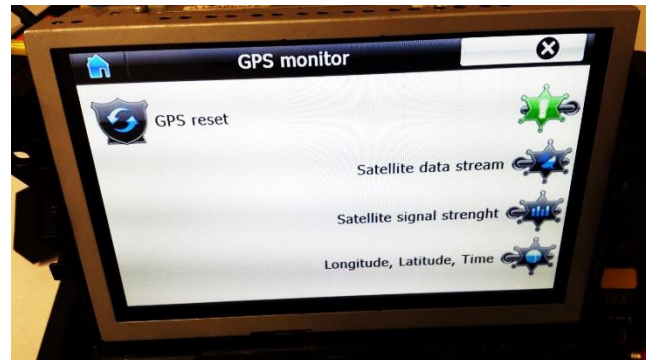 GPS monitor
GPS reset
Satellite data stream
Satellite signal strenght
Longitude, Latitude, Time